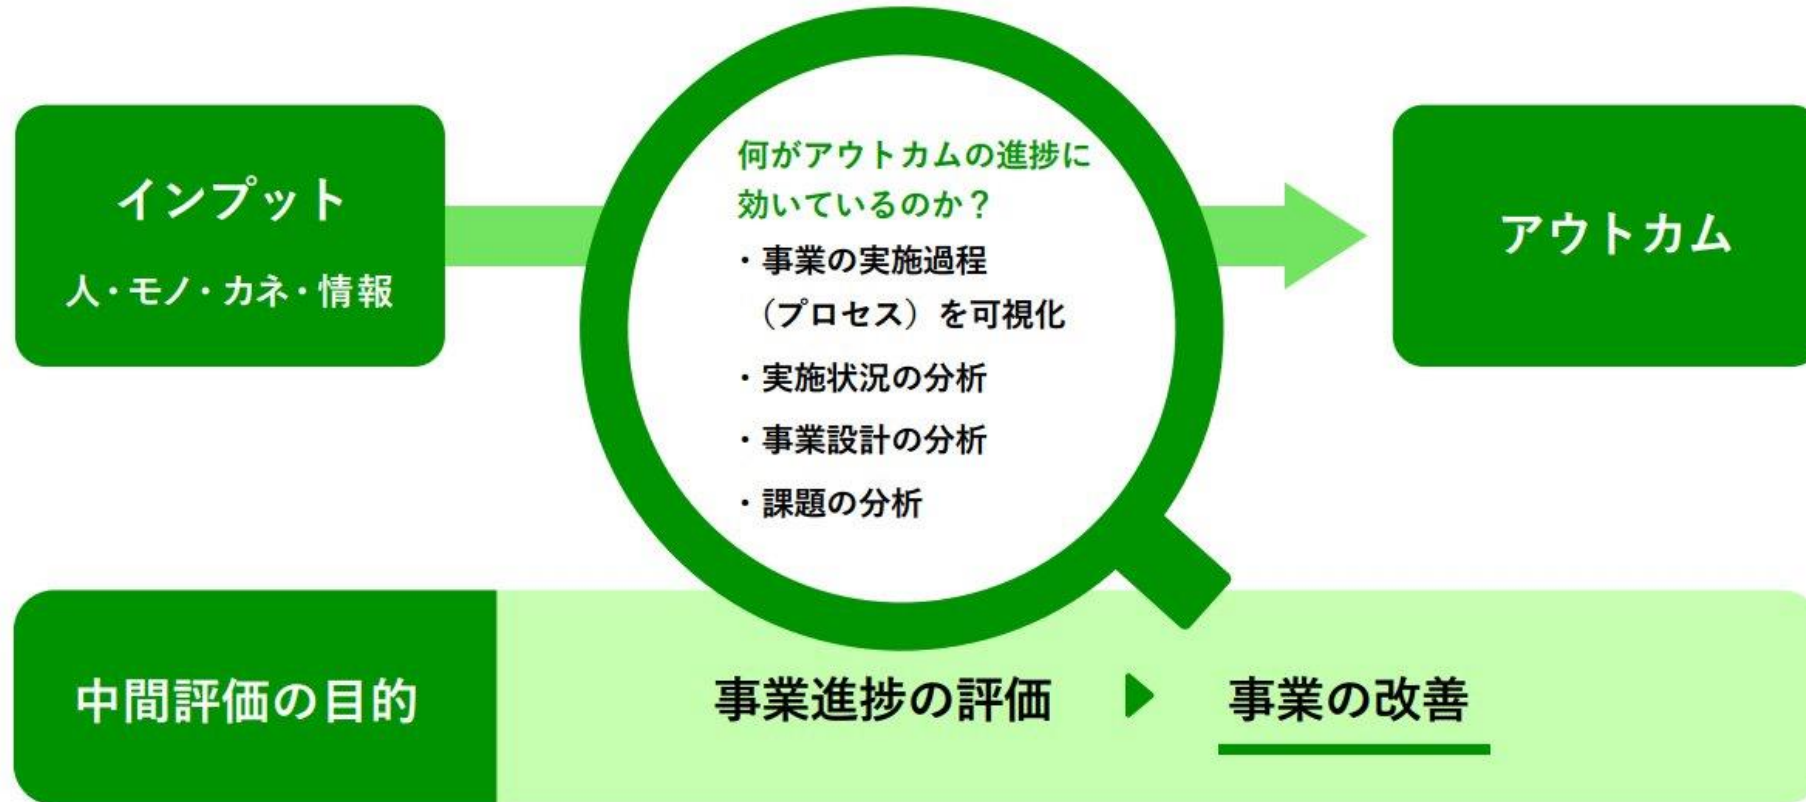 インプット
人・モノ・カネ・情報
何がアウトカムの進捗に
効いているのか？
・事業の実施過程
（プロセス）を可視化
・実施状況の分析
・事業設計の分析
・課題の分析
アウトカム
中間評価の目的
事業進捗の評価
事業の改善